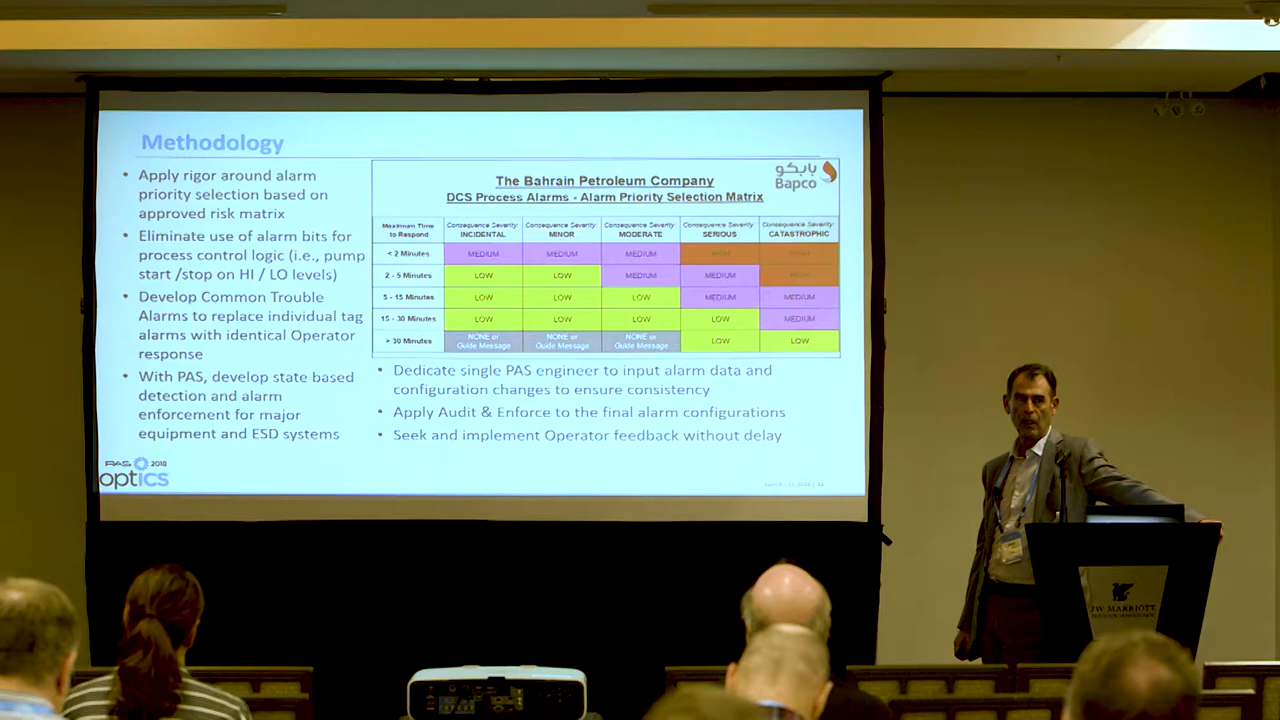 Methodology
• Apply rigor around alarm
priority selection based on
approved risk matrix
• Eliminate use of alarm bits for
process control logic (i.e., pump
start /stop on HI / LO levels)
• Develop Common Trouble
Alarms to replace individual tag
alarms with identical Operator
response
• With PAS, develop state based
detection and alarm
enforcement for major
equipment and ESD systems
بابكو
Bapco
The Bahrain Petroleum Company
DCS Process Alarms - Alarm Priority Selection Matrix
Maximum Time to Respond | Consequence Severity: INCIDENTAL | Consequence Severity: MINOR | Consequence Severity: MODERATE | Consequence Severity: SERIOUS | Consequence Severity: CATASTROPHIC
< 2 Minutes | MEDIUM | MEDIUM | MEDIUM | HIGH | HIGH
2 - 5 Minutes | LOW | LOW | MEDIUM | MEDIUM | HIGH
5 - 15 Minutes | LOW | LOW | LOW | MEDIUM | MEDIUM
15 - 30 Minutes | LOW | LOW | LOW | LOW | MEDIUM
> 30 Minutes | NONE or Guide Message | NONE or Guide Message | NONE or Guide Message | LOW | LOW
• Dedicate single PAS engineer to input alarm data and
configuration changes to ensure consistency
• Apply Audit & Enforce to the final alarm configurations
• Seek and implement Operator feedback without delay
PAS 2018
optICS
JW MARRIOTT